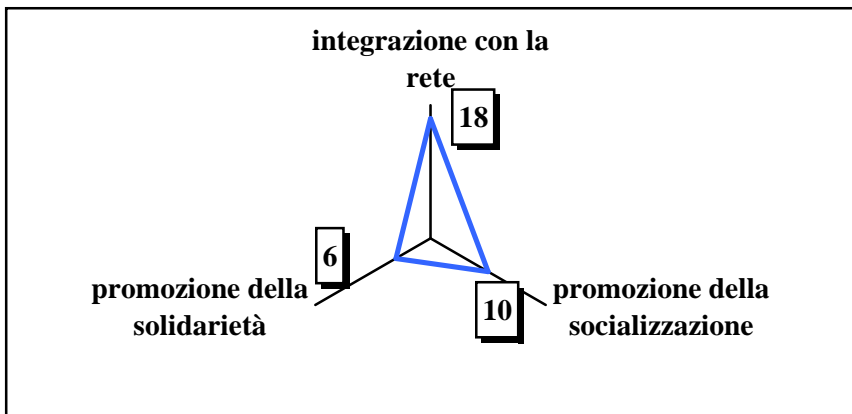 integrazione con la
rete
18
6
promozione della
solidarietà
10
promozione della
socializzazione